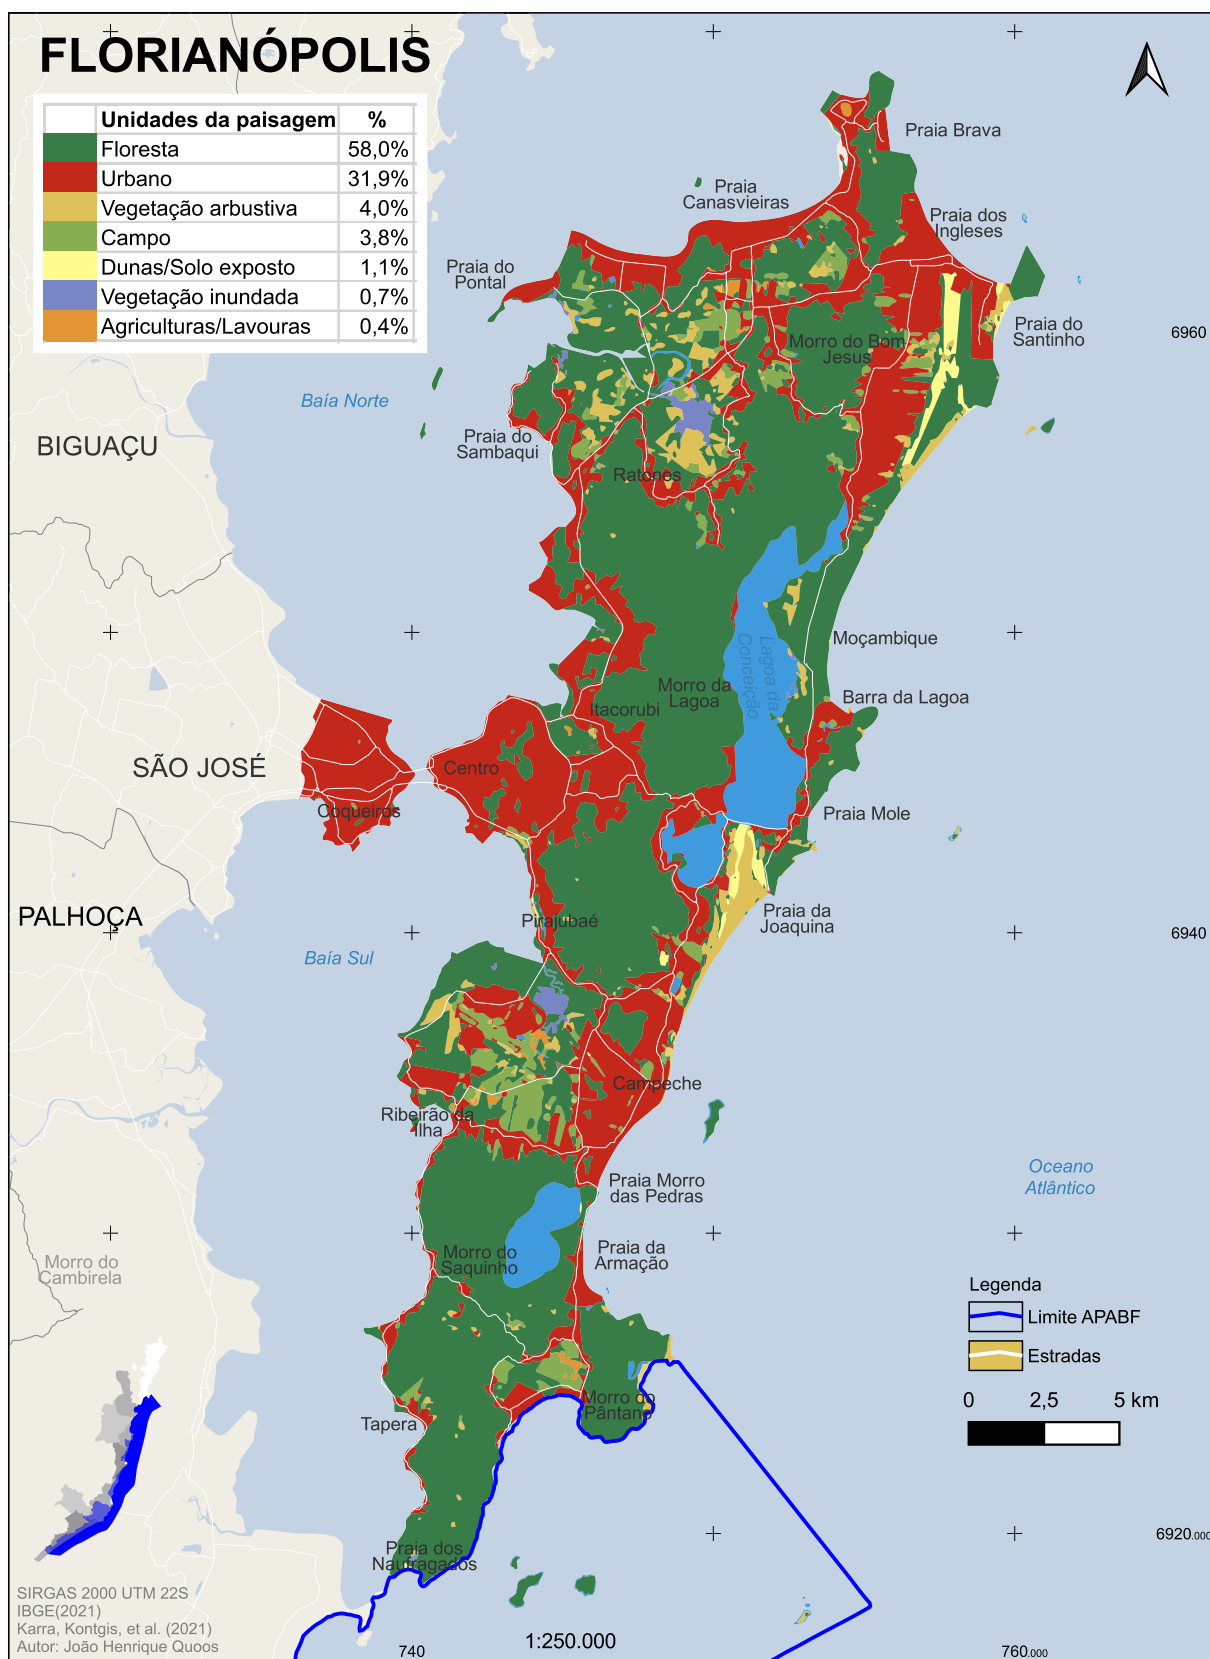 FLORIANÓPOLIS
Unidades da paisagem %
Floresta 58,0%
Urbano 31,9%
Vegetação arbustiva 4,0%
Campo 3,8%
Dunas/Solo exposto 1,1%
Vegetação inundada 0,7%
Agriculturas/Lavouras 0,4%
Praia Brava
Praia
Canasvieiras
Praia dos
Ingleses
Praia do
Pontal
Praia do
Santinho
6960
Morro do Bom
Jesus
Baía Norte
BIGUAÇU
Praia do
Sambaqui
Ratones
Moçambique
Lagoa da
Conceição
Morro da
Lagoa
Barra da Lagoa
Itacorubi
SÃO JOSÉ
Centro
Coqueiros
Praia Mole
PALHOÇA
Pirajubaé
Praia da
Joaquina
6940
Baía Sul
Campeche
Ribeirão da
Ilha
Oceano
Atlântico
Praia Morro
das Pedras
Morro do
Saquinho
Praia da
Armação
Morro do
Cambirela
Legenda
Limite APABF
Estradas
0 2,5 5 km
Morro do
Pântano
Tapera
6920.000
Praia dos
Naufragados
SIRGAS 2000 UTM 22S
IBGE(2021)
Karra, Kontgis, et al. (2021)
Autor: João Henrique Quoos
1:250.000
740
760.000